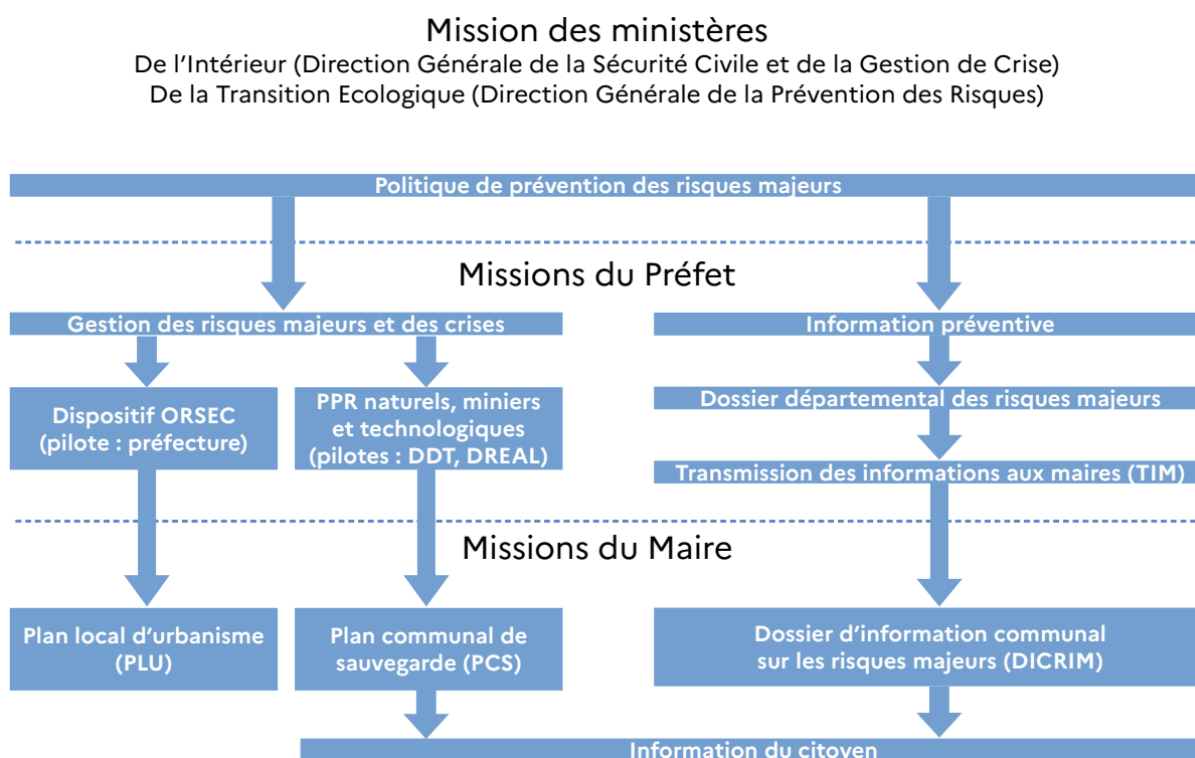 Mission des ministères
De l'Intérieur (Direction Générale de la Sécurité Civile et de la Gestion de Crise)
De la Transition Ecologique (Direction Générale de la Prévention des Risques)
Politique de prévention des risques majeurs
Missions du Préfet
Gestion des risques majeurs et des crises
Information préventive
Dispositif ORSEC
(pilote : préfecture)
PPR naturels, miniers
et technologiques
(pilotes : DDT, DREAL)
Dossier départemental des risques majeurs
Transmission des informations aux maires (TIM)
Missions du Maire
Plan local d'urbanisme
(PLU)
Plan communal de
sauvegarde (PCS)
Dossier d'information communal
sur les risques majeurs (DICRIM)
Information du citoyen